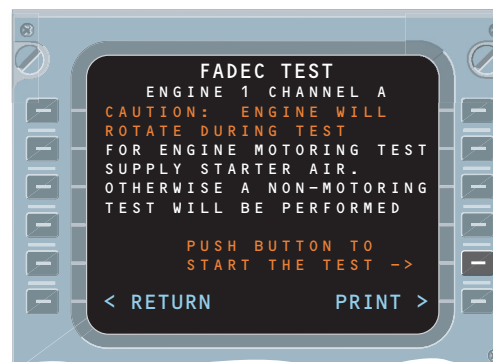 FADEC TEST
ENGINE 1 CHANNEL A
CAUTION: ENGINE WILL
ROTATE DURING TEST
FOR ENGINE MOTORING TEST
SUPPLY STARTER AIR.
OTHERWISE A NON-MOTORING
TEST WILL BE PERFORMED
PUSH BUTTON TO
START THE TEST ->
< RETURN PRINT >